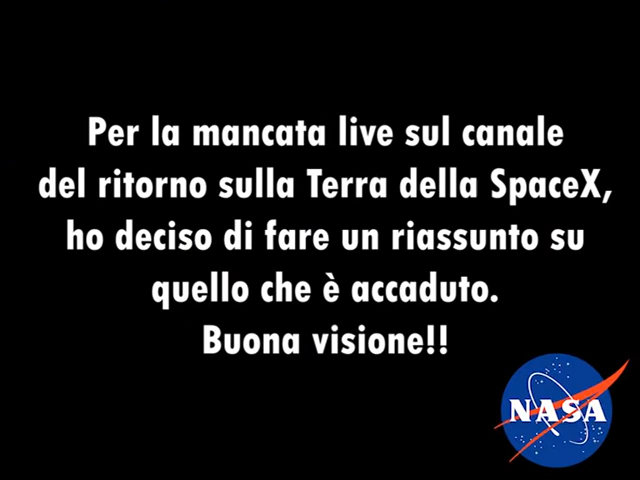 Per la mancata live sul canale
del ritorno sulla Terra della SpaceX,
ho deciso di fare un riassunto su
quello che è accaduto.
Buona visione!!
NASA